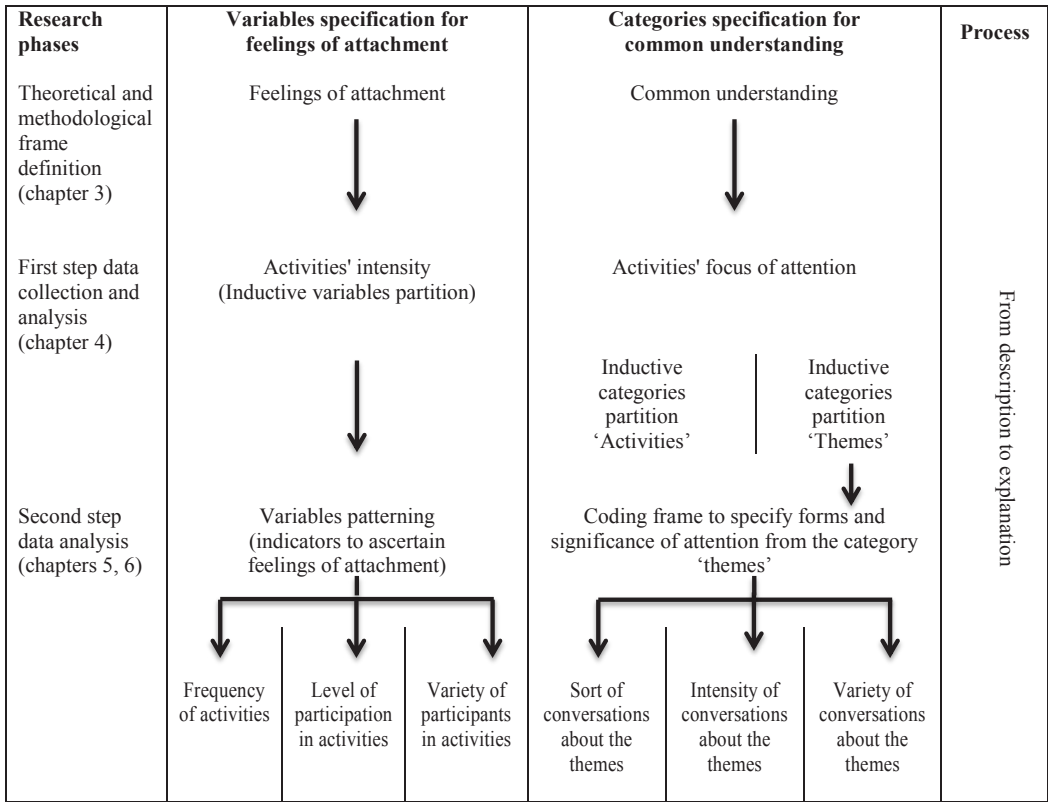 Research
phases
Variables specification for
feelings of attachment
Categories specification for
common understanding
Process
Theoretical and
methodological
frame
definition
(chapter 3)
Feelings of attachment
Common understanding
First step data
collection and
analysis
(chapter 4)
Activities' intensity
(Inductive variables partition)
Activities' focus of attention
Inductive
categories
partition
‘Activities’
Inductive
categories
partition
‘Themes’
From description to explanation
Second step
data analysis
(chapters 5, 6)
Variables patterning
(indicators to ascertain
feelings of attachment)
Coding frame to specify forms and
significance of attention from the category
‘themes’
Frequency
of activities
Level of
participation
in activities
Variety of
participants
in activities
Sort of
conversations
about the
themes
Intensity of
conversations
about the
themes
Variety of
conversations
about the
themes